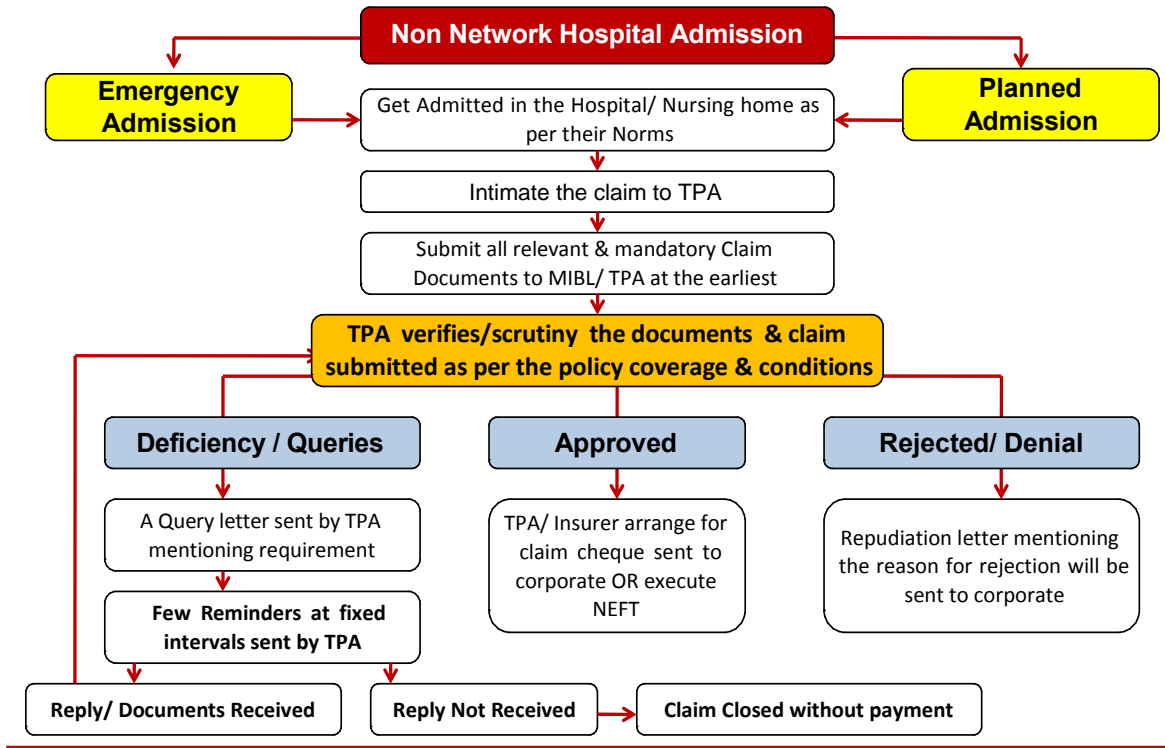 Non Network Hospital Admission
Emergency
Admission
Planned
Admission
Get Admitted in the Hospital/ Nursing home as
per their Norms
Intimate the claim to TPA
Submit all relevant & mandatory Claim
Documents to MIBL/ TPA at the earliest
TPA verifies/scrutiny the documents & claim
submitted as per the policy coverage & conditions
Deficiency / Queries
Approved
Rejected/ Denial
A Query letter sent by TPA
mentioning requirement
TPA/ Insurer arrange for
claim cheque sent to
corporate OR execute
NEFT
Repudiation letter mentioning
the reason for rejection will be
sent to corporate
Few Reminders at fixed
intervals sent by TPA
Reply/ Documents Received
Reply Not Received
Claim Closed without payment